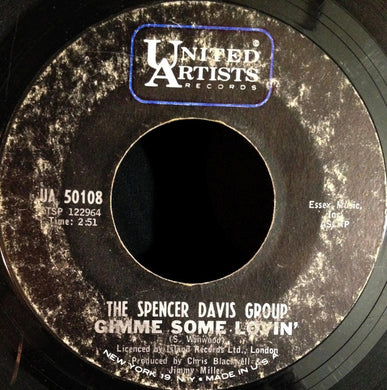 UNITED
ARTISTS
RECORDS
UA 50108
TSP 122964
Time: 2:51
Essex Music,
Inc.
ASCAP
THE SPENCER DAVIS GROUP
GIMME SOME LOVIN'
(S. Winwood)
Licenced by Island Records Ltd., London
Produced by Chris Blackwell
Jimmy Miller
NEW YORK 19, N.Y. • MADE IN U.S.A.